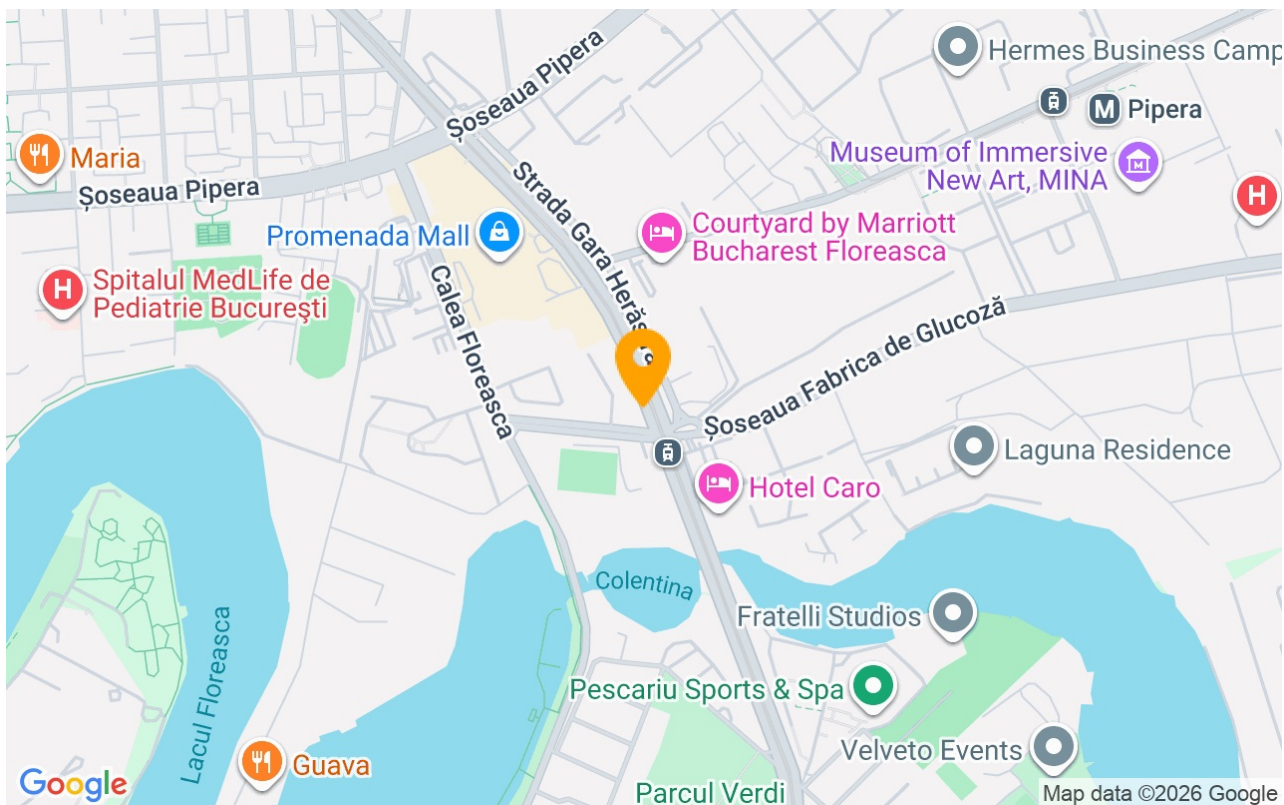 Șoseaua Pipera
Hermes Business Camp
M Pipera
Maria
Șoseaua Pipera
Museum of Immersive
New Art, MINA
H
Strada Gara Herăs
Promenada Mall
Courtyard by Marriott
Bucharest Floreasca
H
Spitalul MedLife de
Pediatrie Bucureşti
Calea Floreasca
Șoseaua Fabrica de Glucoză
Laguna Residence
Hotel Caro
Colentina
Lacul Floreasca
Fratelli Studios
Pescariu Sports & Spa
Velveto Events
Guava
Parcul Verdi
Google
Map data ©2026 Google